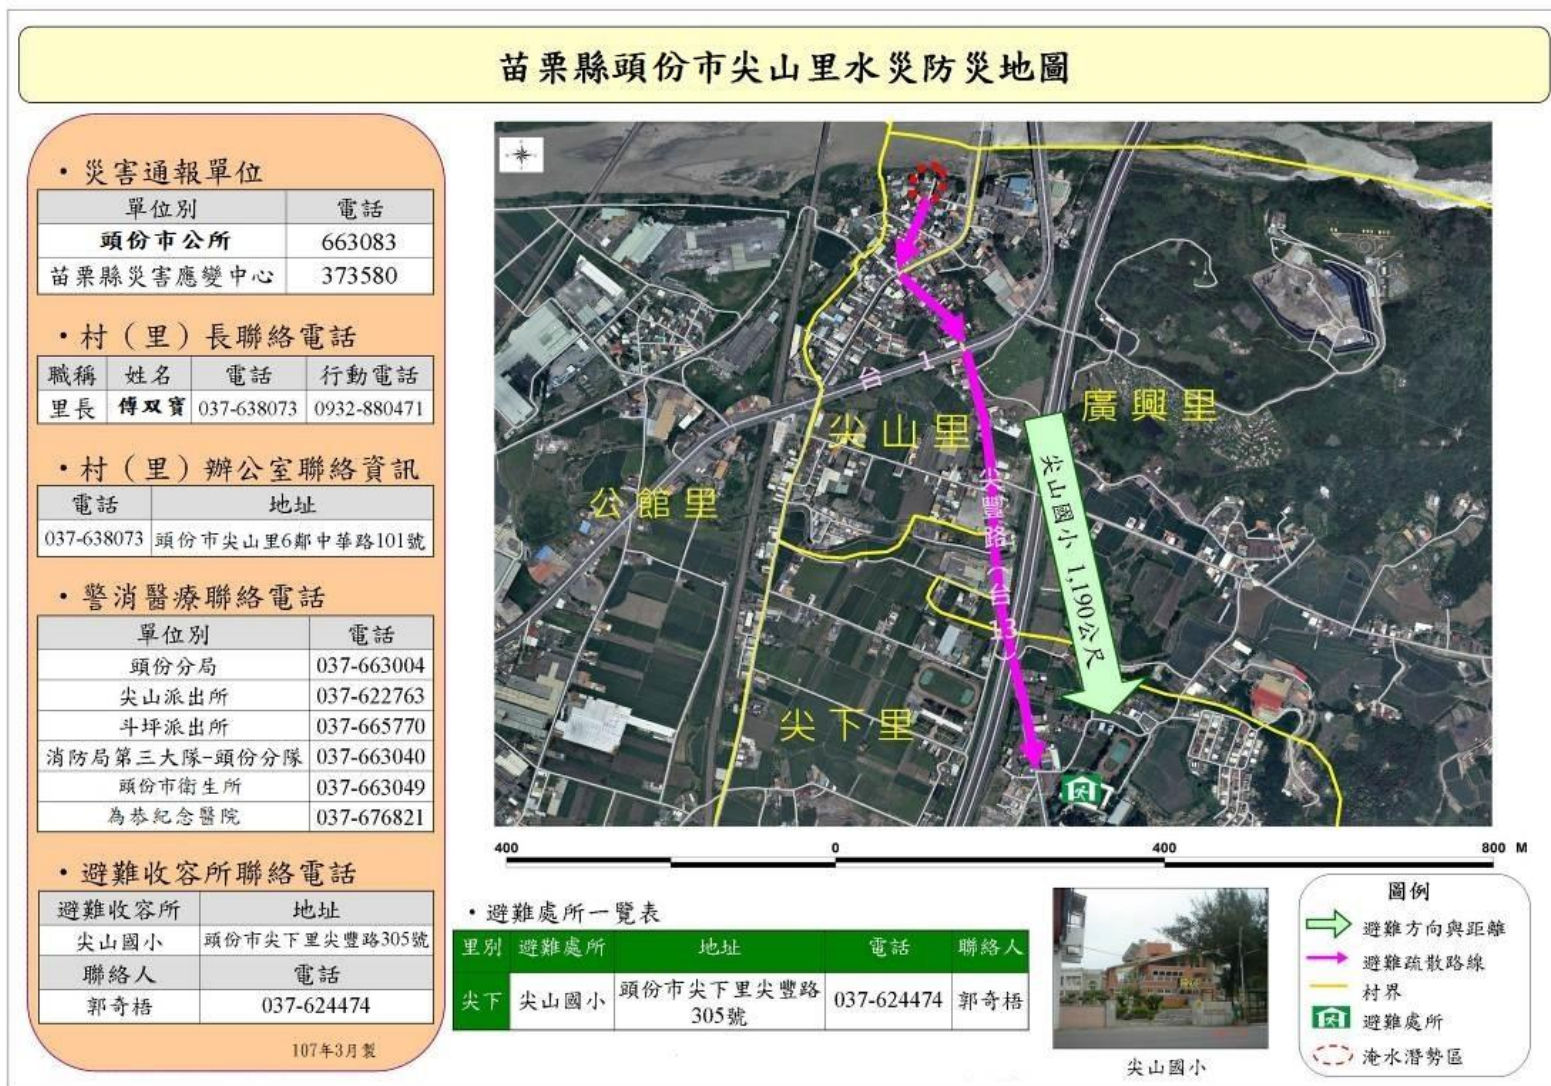 苗栗縣頭份市尖山里水災防災地圖
・災害通報單位
單位別 電話
頭份市公所 663083
苗栗縣災害應變中心 373580
・村（里）長聯絡電話
職稱 姓名 電話 行動電話
里長 傅双寶 037-638073 0932-880471
・村（里）辦公室聯絡資訊
電話 地址
037-638073 頭份市尖山里6鄰中華路101號
・警消醫療聯絡電話
單位別 電話
頭份分局 037-663004
尖山派出所 037-622763
斗坪派出所 037-665770
消防局第三大隊-頭份分隊 037-663040
頭份市衛生所 037-663049
為恭紀念醫院 037-676821
・避難收容所聯絡電話
避難收容所 地址
尖山國小 頭份市尖下里尖豐路305號
聯絡人 電話
郭奇梧 037-624474
107年3月製
台1
廣興里
尖山里
公館里
尖豐路（台13）
尖山國小 1,190公尺
尖下里
400 0 400 800 M
・避難處所一覽表
里別 避難處所 地址 電話 聯絡人
尖下 尖山國小 頭份市尖下里尖豐路 037-624474 郭奇梧
305號
尖山國小
圖例
避難方向與距離
避難疏散路線
村界
避難處所
淹水潛勢區